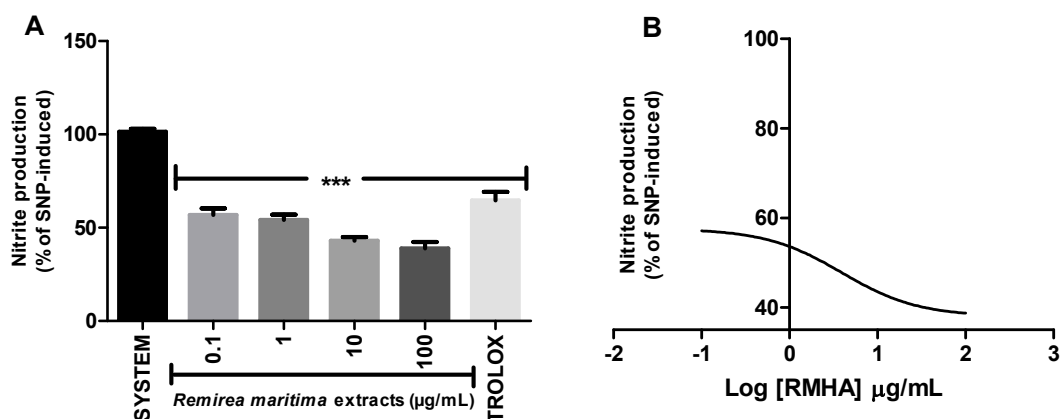 A
Nitrite production
(% of SNP-induced)
150
100
50
0
***
SYSTEM
0.1
1
10
100
TROLOX
Remirea maritima extracts (µg/mL)
B
Nitrite production
(% of SNP-induced)
100
80
60
40
-2 -1 0 1 2 3
Log [RMHA] µg/mL